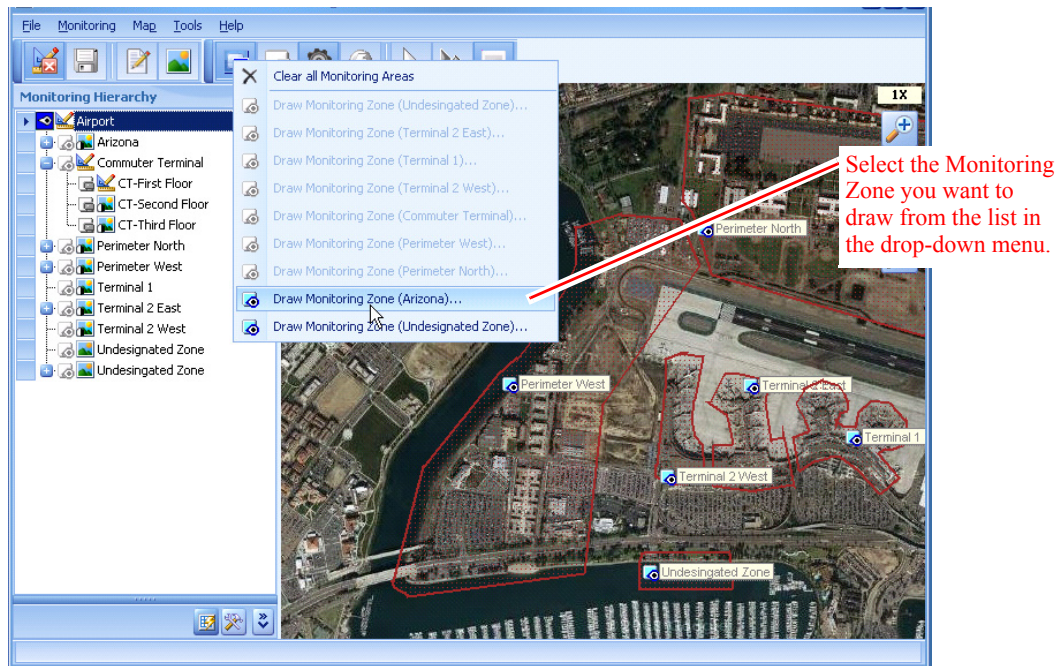 File Monitoring Map Tools Help
Monitoring Hierarchy
Airport
Arizona
Commuter Terminal
CT-First Floor
CT-Second Floor
CT-Third Floor
Perimeter North
Perimeter West
Terminal 1
Terminal 2 East
Terminal 2 West
Undesignated Zone
Undesingated Zone
Clear all Monitoring Areas
Draw Monitoring Zone (Undesingated Zone)...
Draw Monitoring Zone (Terminal 2 East)...
Draw Monitoring Zone (Terminal 1)...
Draw Monitoring Zone (Terminal 2 West)...
Draw Monitoring Zone (Commuter Terminal)...
Draw Monitoring Zone (Perimeter West)...
Draw Monitoring Zone (Perimeter North)...
Draw Monitoring Zone (Arizona)...
Draw Monitoring Zone (Undesignated Zone)...
1X
Perimeter North
Perimeter West
Terminal 2 East
Terminal 1
Terminal 2 West
Undesingated Zone
Select the Monitoring
Zone you want to
draw from the list in
the drop-down menu.